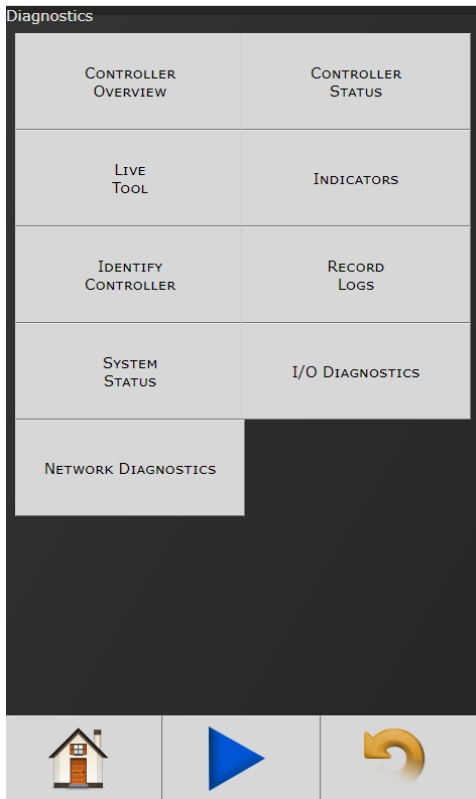 Diagnostics
Controller
Overview
Controller
Status
Live
Tool
Indicators
Identify
Controller
Record
Logs
System
Status
I/O Diagnostics
Network Diagnostics